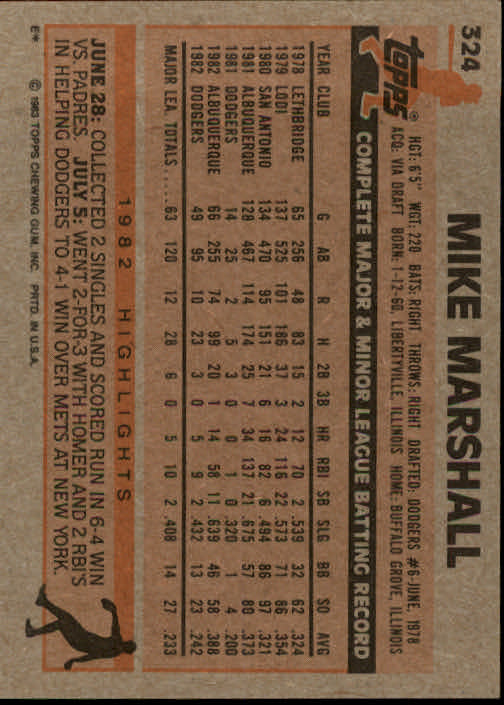 324
MIKE MARSHALL
Topps®
HGT: 6'5" WGT: 220 BATS: RIGHT THROWS: RIGHT DRAFTED: DODGERS #6-JUNE, 1978
ACQ: VIA DRAFT BORN: 1-12-60, LIBERTYVILLE, ILLINOIS HOME: BUFFALO GROVE, ILLINOIS
COMPLETE MAJOR & MINOR LEAGUE BATTING RECORD
YEAR CLUB G AB R H 2B 3B HR RBI SB SLG BB SO AVG
1978 LETHBRIDGE 65 256 48 83 15 2 12 70 2 .539 32 62 .324
1979 LODI 137 525 101 186 37 3 24 116 22 .573 71 86 .354
1980 SAN ANTONIO 134 470 95 151 21 6 16 82 6 .494 86 97 .321
1981 ALBUQUERQUE 128 467 114 174 25 7 34 137 21 .675 57 80 .373
1981 DODGERS 14 25 2 5 3 0 0 1 0 .320 1 4 .200
1982 ALBUQUERQUE 66 255 74 99 20 1 14 58 11 .639 46 58 .388
1982 DODGERS 49 95 10 23 3 0 5 9 2 .432 13 23 .242
MAJOR LEA. TOTALS.....63 120 12 28 6 0 5 10 2 .408 14 27 .233
1982 HIGHLIGHTS
JUNE 28: COLLECTED 2 SINGLES AND SCORED RUN IN 6-4 WIN
VS. PADRES. JULY 5: WENT 2-FOR-3 WITH HOMER AND 2 RBI'S
IN HELPING DODGERS TO 4-1 WIN OVER METS AT NEW YORK.
E* © 1983 TOPPS CHEWING GUM, INC. PRTD. IN U.S.A.